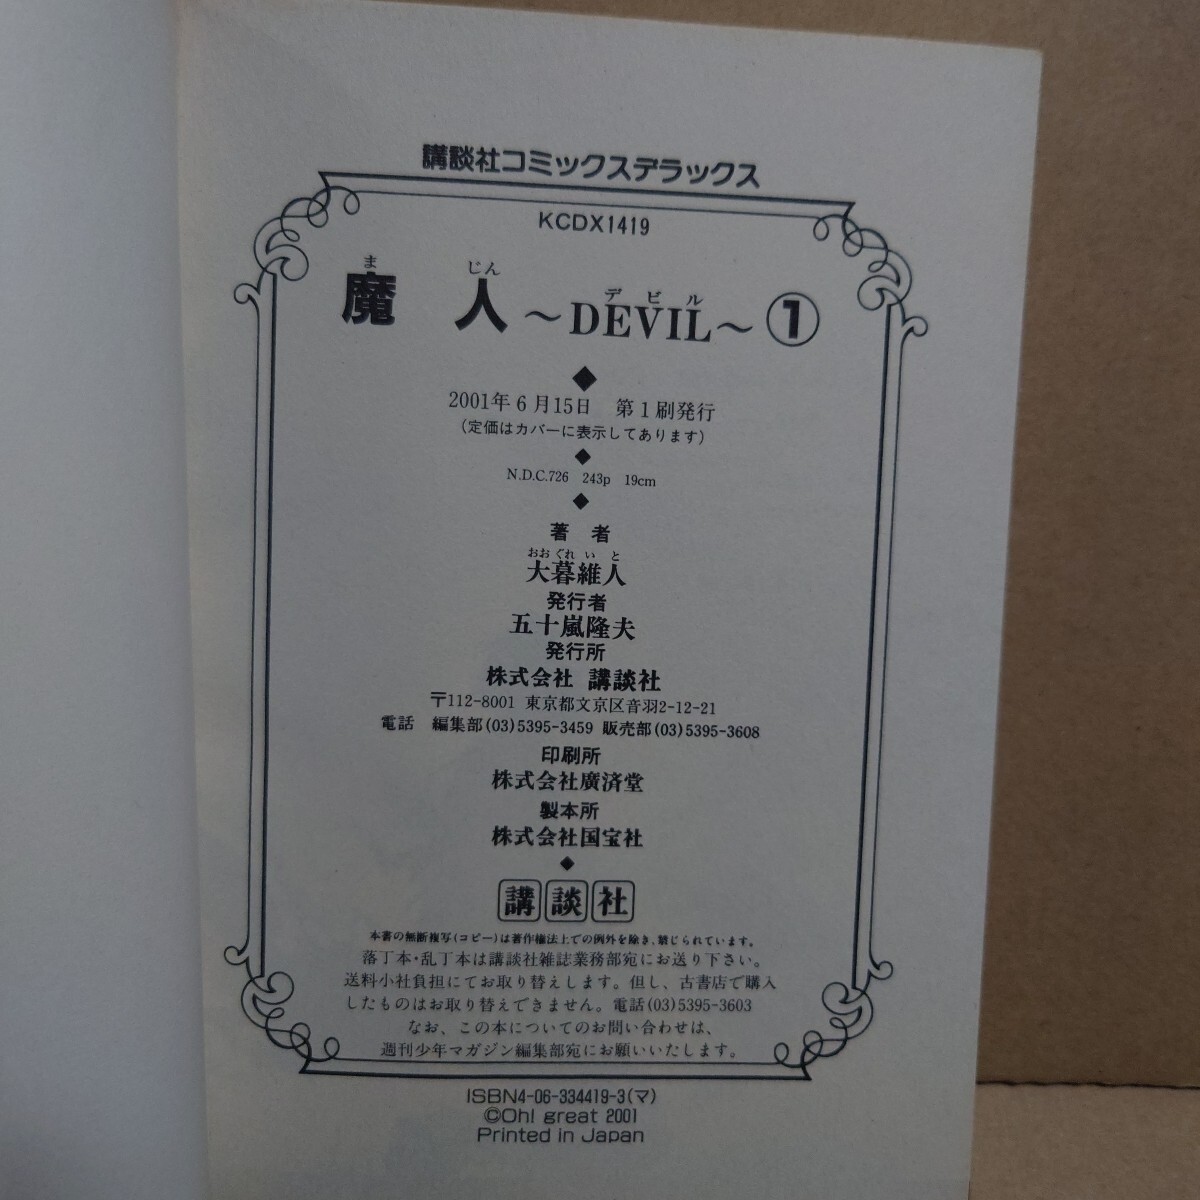 講談社コミックスデラックス
KCDX1419
ま じん デビル
魔人～DEVIL～①
2001年6月15日 第1刷発行
(定価はカバーに表示してあります)
N.D.C.726 243p 19cm
著者
おおぐれ いと
大暮維人
発行者
五十嵐隆夫
発行所
株式会社 講談社
〒112-8001 東京都文京区音羽2-12-21
電話 編集部(03)5395-3459 販売部(03)5395-3608
印刷所
株式会社廣済堂
製本所
株式会社国宝社
講談社
本書の無断複写(コピー)は著作権法上での例外を除き、禁じられています。
落丁本・乱丁本は講談社雑誌業務部宛にお送り下さい。
送料小社負担にてお取り替えします。但し、古書店で購入
したものはお取り替えできません。電話(03)5395-3603
なお、この本についてのお問い合わせは、
週刊少年マガジン編集部宛にお願いいたします。
ISBN4-06-334419-3(マ)
©Oh! great 2001
Printed in Japan